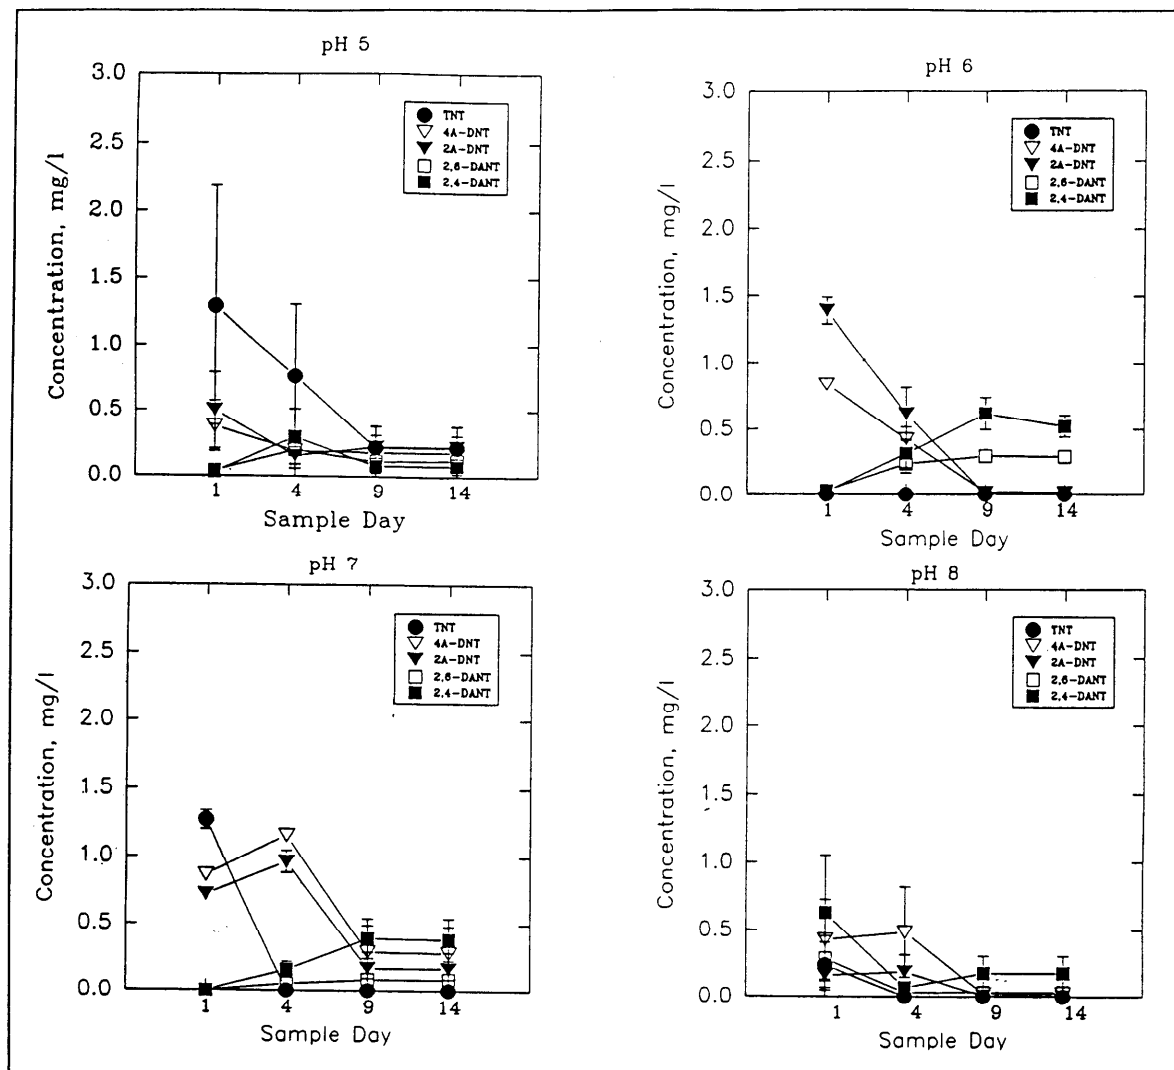 pH 5
3.0
2.5
2.0
1.5
1.0
0.5
0.0
Concentration, mg/l
TNT
4A-DNT
2A-DNT
2,6-DANT
2,4-DANT
1 4 9 14
Sample Day
pH 6
3.0
2.5
2.0
1.5
1.0
0.5
0.0
Concentration, mg/l
TNT
4A-DNT
2A-DNT
2,6-DANT
2,4-DANT
1 4 9 14
Sample Day
pH 7
3.0
2.5
2.0
1.5
1.0
0.5
0.0
Concentration, mg/l
TNT
4A-DNT
2A-DNT
2,6-DANT
2,4-DANT
1 4 9 14
Sample Day
pH 8
3.0
2.5
2.0
1.5
1.0
0.5
0.0
Concentration, mg/l
TNT
4A-DNT
2A-DNT
2,6-DANT
2,4-DANT
1 4 9 14
Sample Day